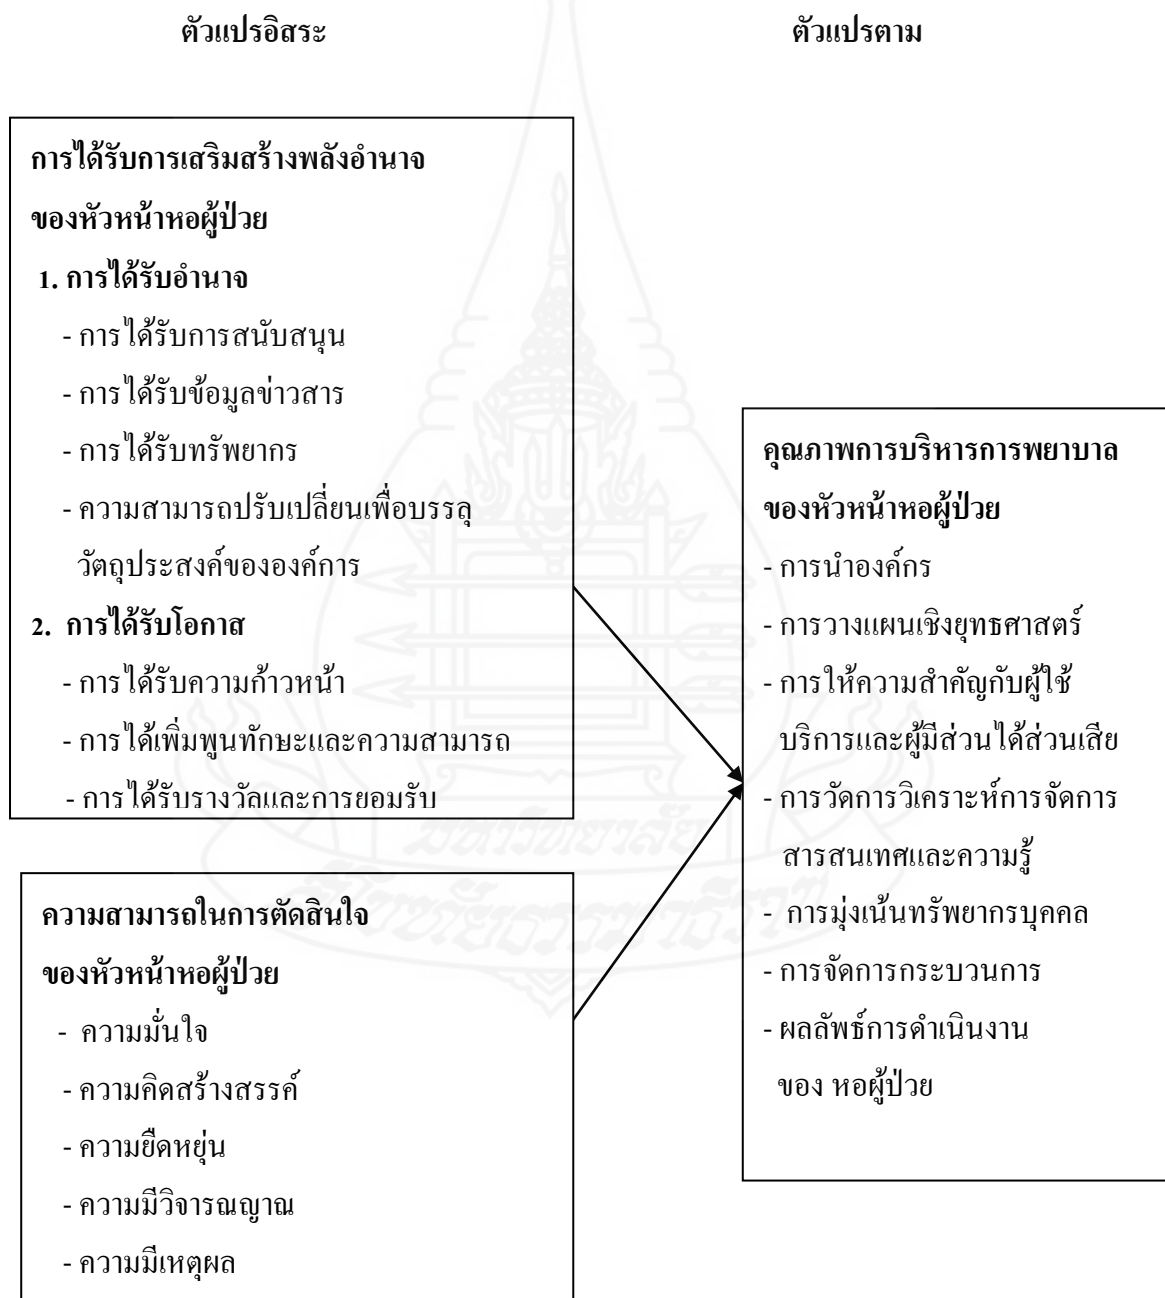 ตัวแปรอิสระ
ตัวแปรตาม
การได้รับการเสริมสร้างพลังอำนาจ
ของหัวหน้าหอผู้ป่วย
1. การได้รับอำนาจ
- การได้รับการสนับสนุน
- การได้รับข้อมูลข่าวสาร
- การได้รับทรัพยากร
- ความสามารถปรับเปลี่ยนเพื่อบรรลุ
วัตถุประสงค์ขององค์การ
2. การได้รับโอกาส
- การได้รับความก้าวหน้า
- การได้เพิ่มพูนทักษะและความสามารถ
- การได้รับรางวัลและการยอมรับ
ความสามารถในการตัดสินใจ
ของหัวหน้าหอผู้ป่วย
- ความมั่นใจ
- ความคิดสร้างสรรค์
- ความยืดหยุ่น
- ความมีวิจารณญาณ
- ความมีเหตุผล
คุณภาพการบริหารการพยาบาล
ของหัวหน้าหอผู้ป่วย
- การนำองค์กร
- การวางแผนเชิงยุทธศาสตร์
- การให้ความสำคัญกับผู้ใช้
บริการและผู้มีส่วนได้ส่วนเสีย
- การวัดการวิเคราะห์การจัดการ
สารสนเทศและความรู้
- การมุ่งเน้นทรัพยากรบุคคล
- การจัดการกระบวนการ
- ผลลัพธ์การดำเนินงาน
ของ หอผู้ป่วย
มหาวิทยาลัย
สุโขทัยธรรมาธิราช